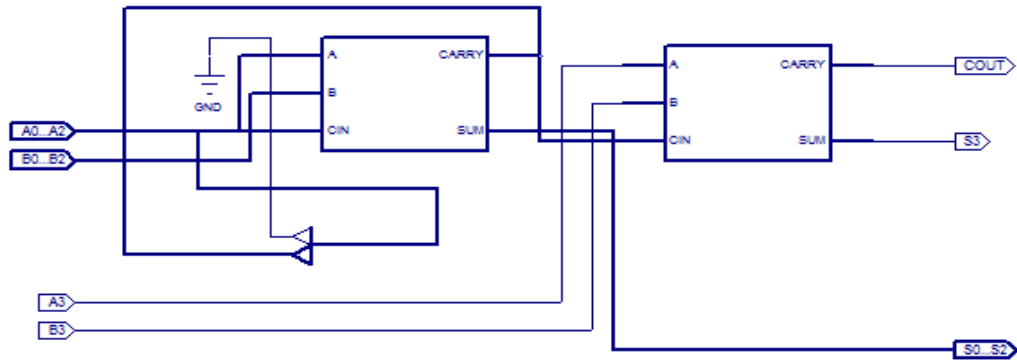 A
CARRY
B
CIN
SUM
GND
A
CARRY
B
CIN
SUM
COUT
S3
A0...A2
B0...B2
A3
B3
S0...S2